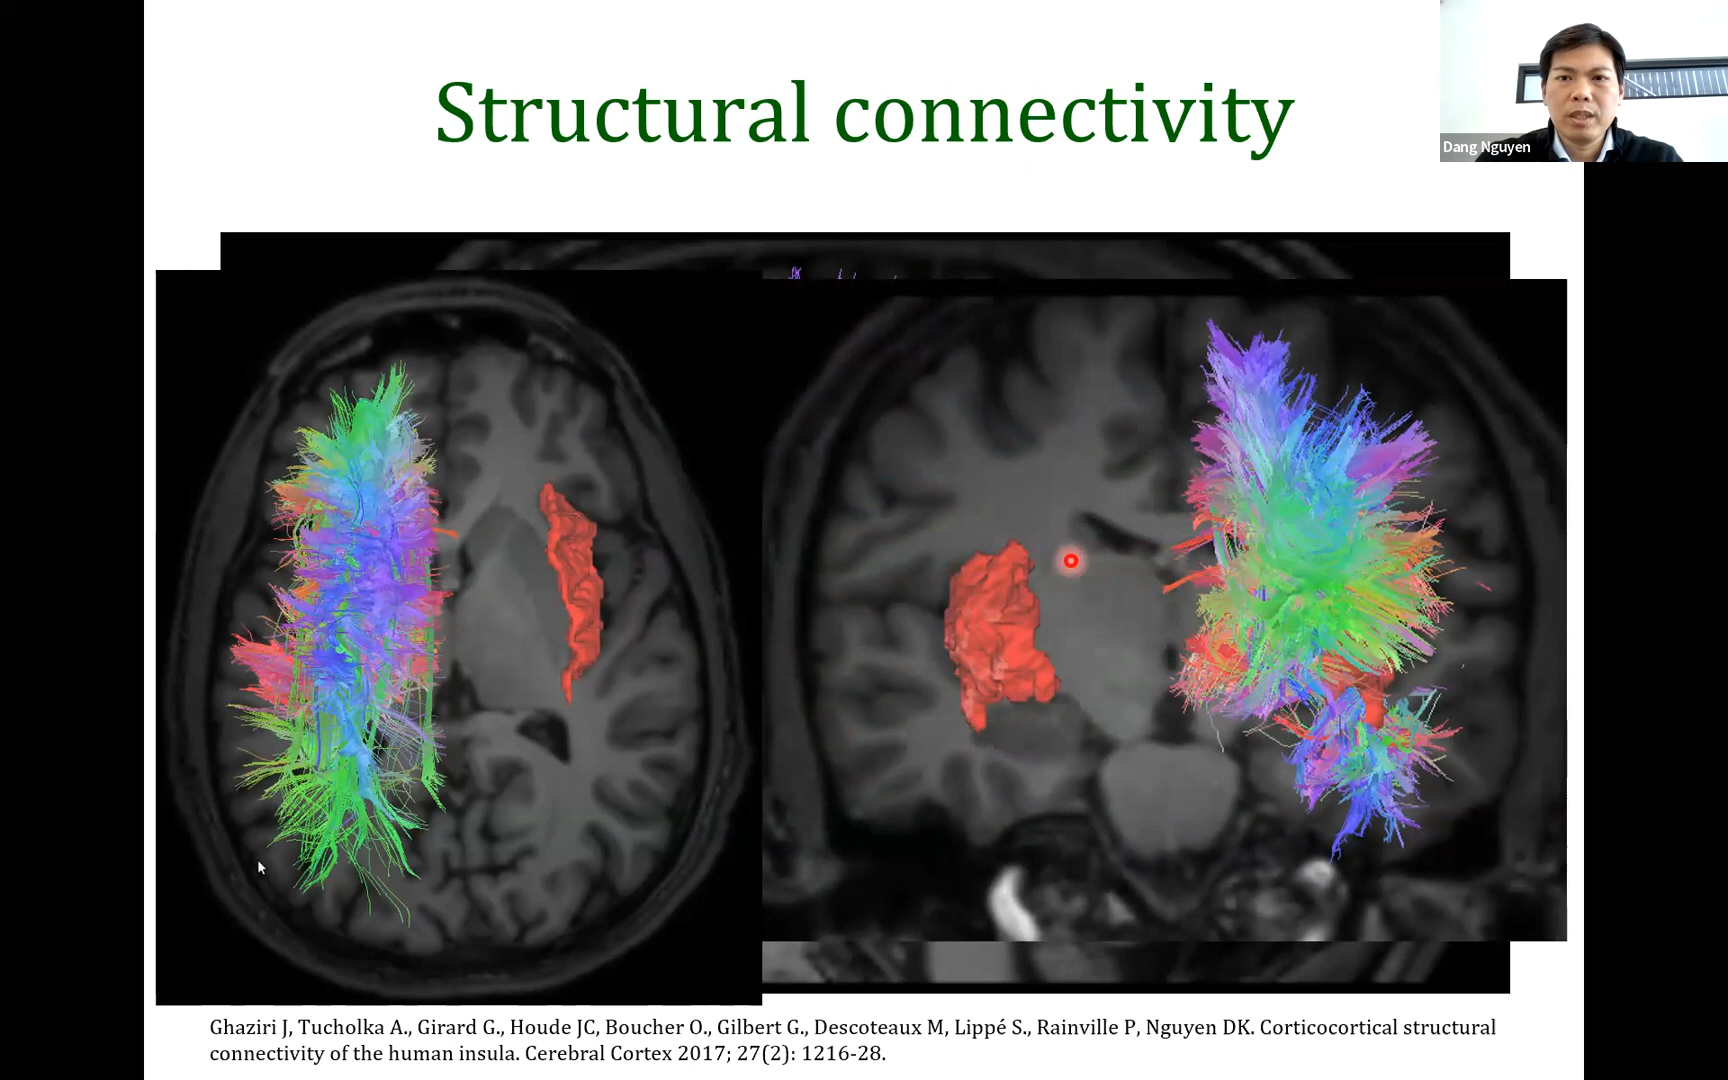 Structural connectivity
Dang Nguyen
Ghaziri J, Tucholka A., Girard G., Houde JC, Boucher O., Gilbert G., Descoteaux M, Lippé S., Rainville P, Nguyen DK. Corticocortical structural
connectivity of the human insula. Cerebral Cortex 2017; 27(2): 1216-28.